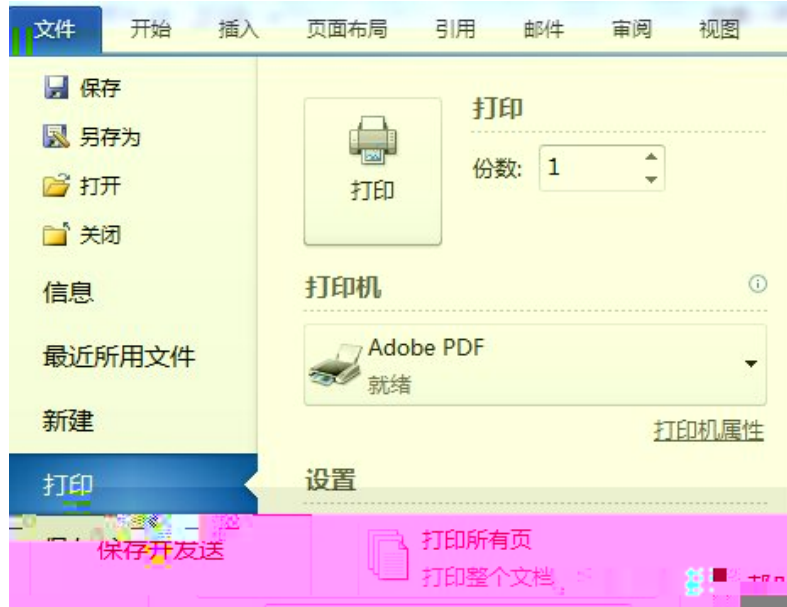 文件 开始 插入 页面布局 引用 邮件 审阅 视图
保存
另存为
打开
关闭
信息
最近所用文件
新建
打印
保存开发送
打印
打印
份数: 1
打印机
Adobe PDF
就绪
打印机属性
设置
打印所有页
打印整个文档